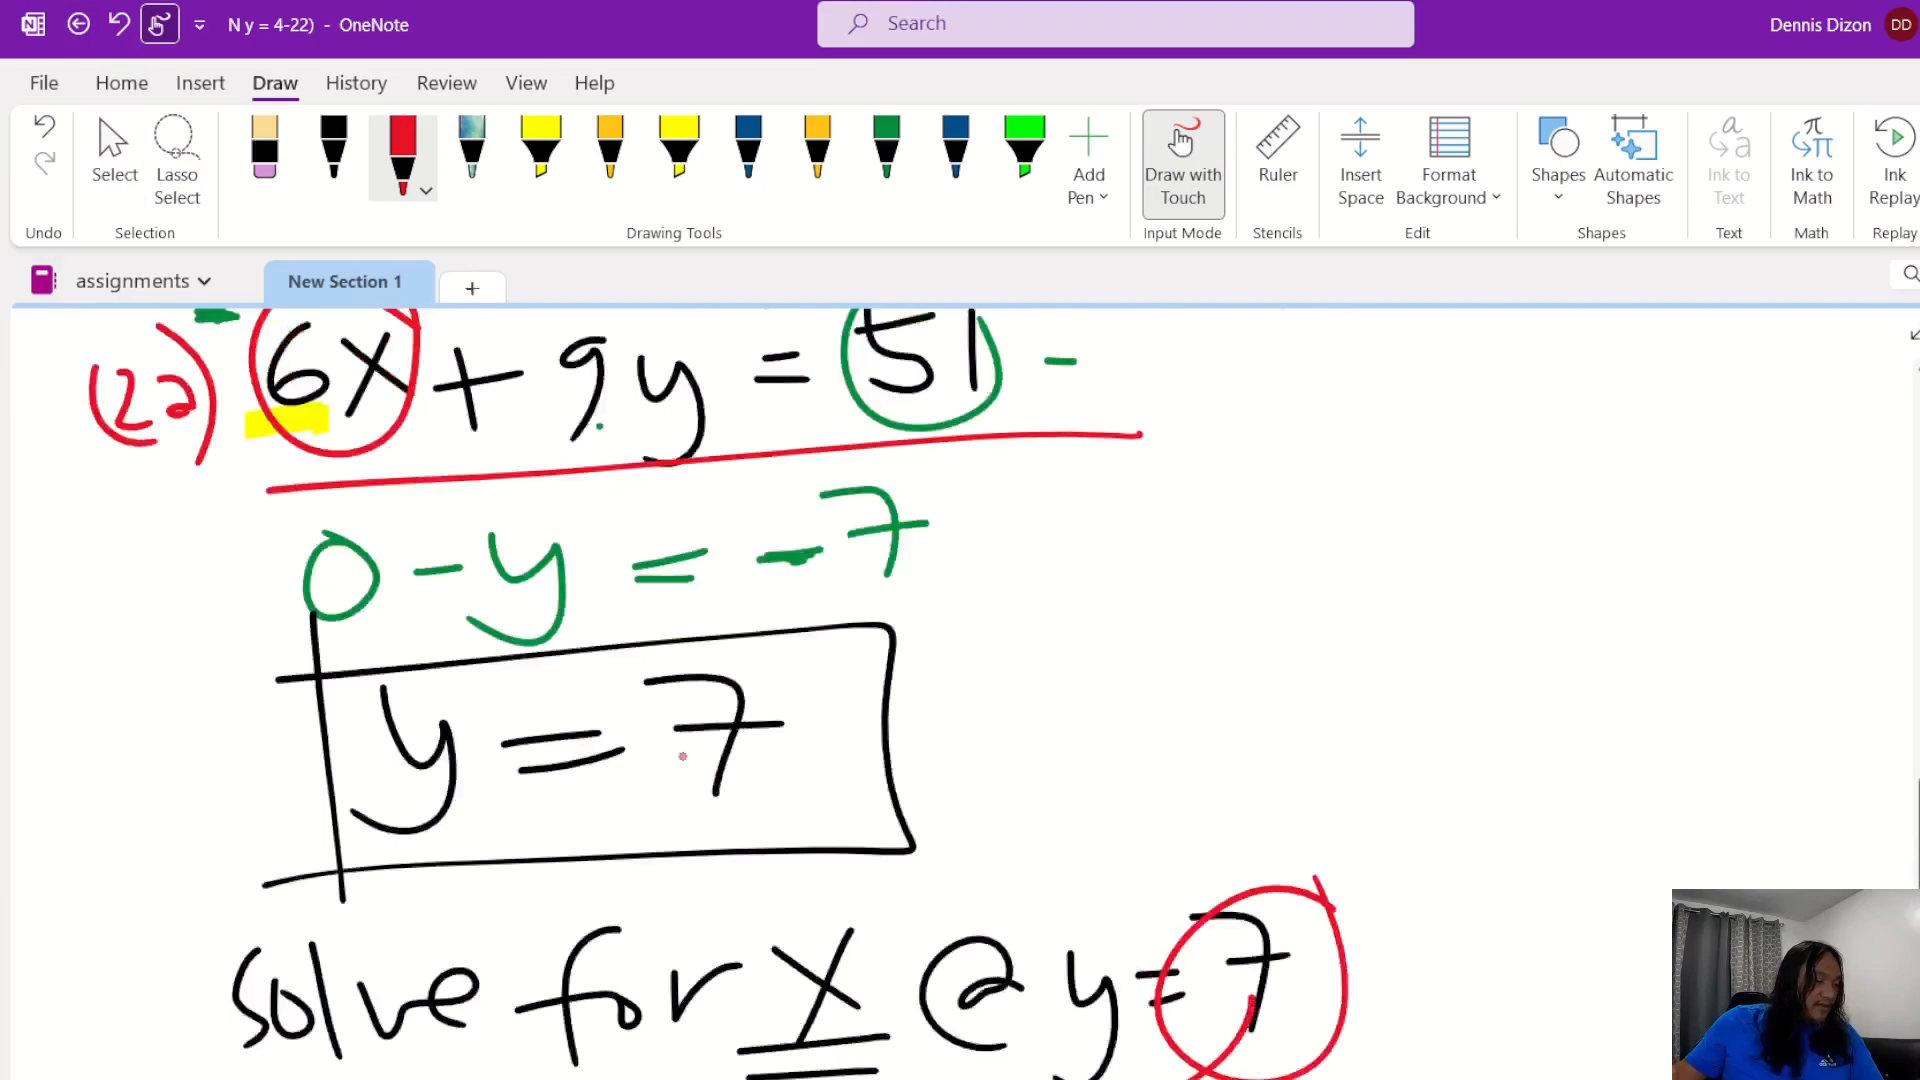 N y = 4-22) - OneNote
Search
Dennis Dizon DD
File Home Insert Draw History Review View Help
Select
Lasso Select
Add Pen
Draw with Touch
Ruler
Insert Space
Format Background
Shapes
Automatic Shapes
Ink to Text
Ink to Math
Ink Replay
Undo Selection Drawing Tools Input Mode Stencils Edit Shapes Text Math Replay
assignments New Section 1 +
(22) 6x + 9y = 51 -
0 - y = -7
y = 7
solve for x @ y = 7